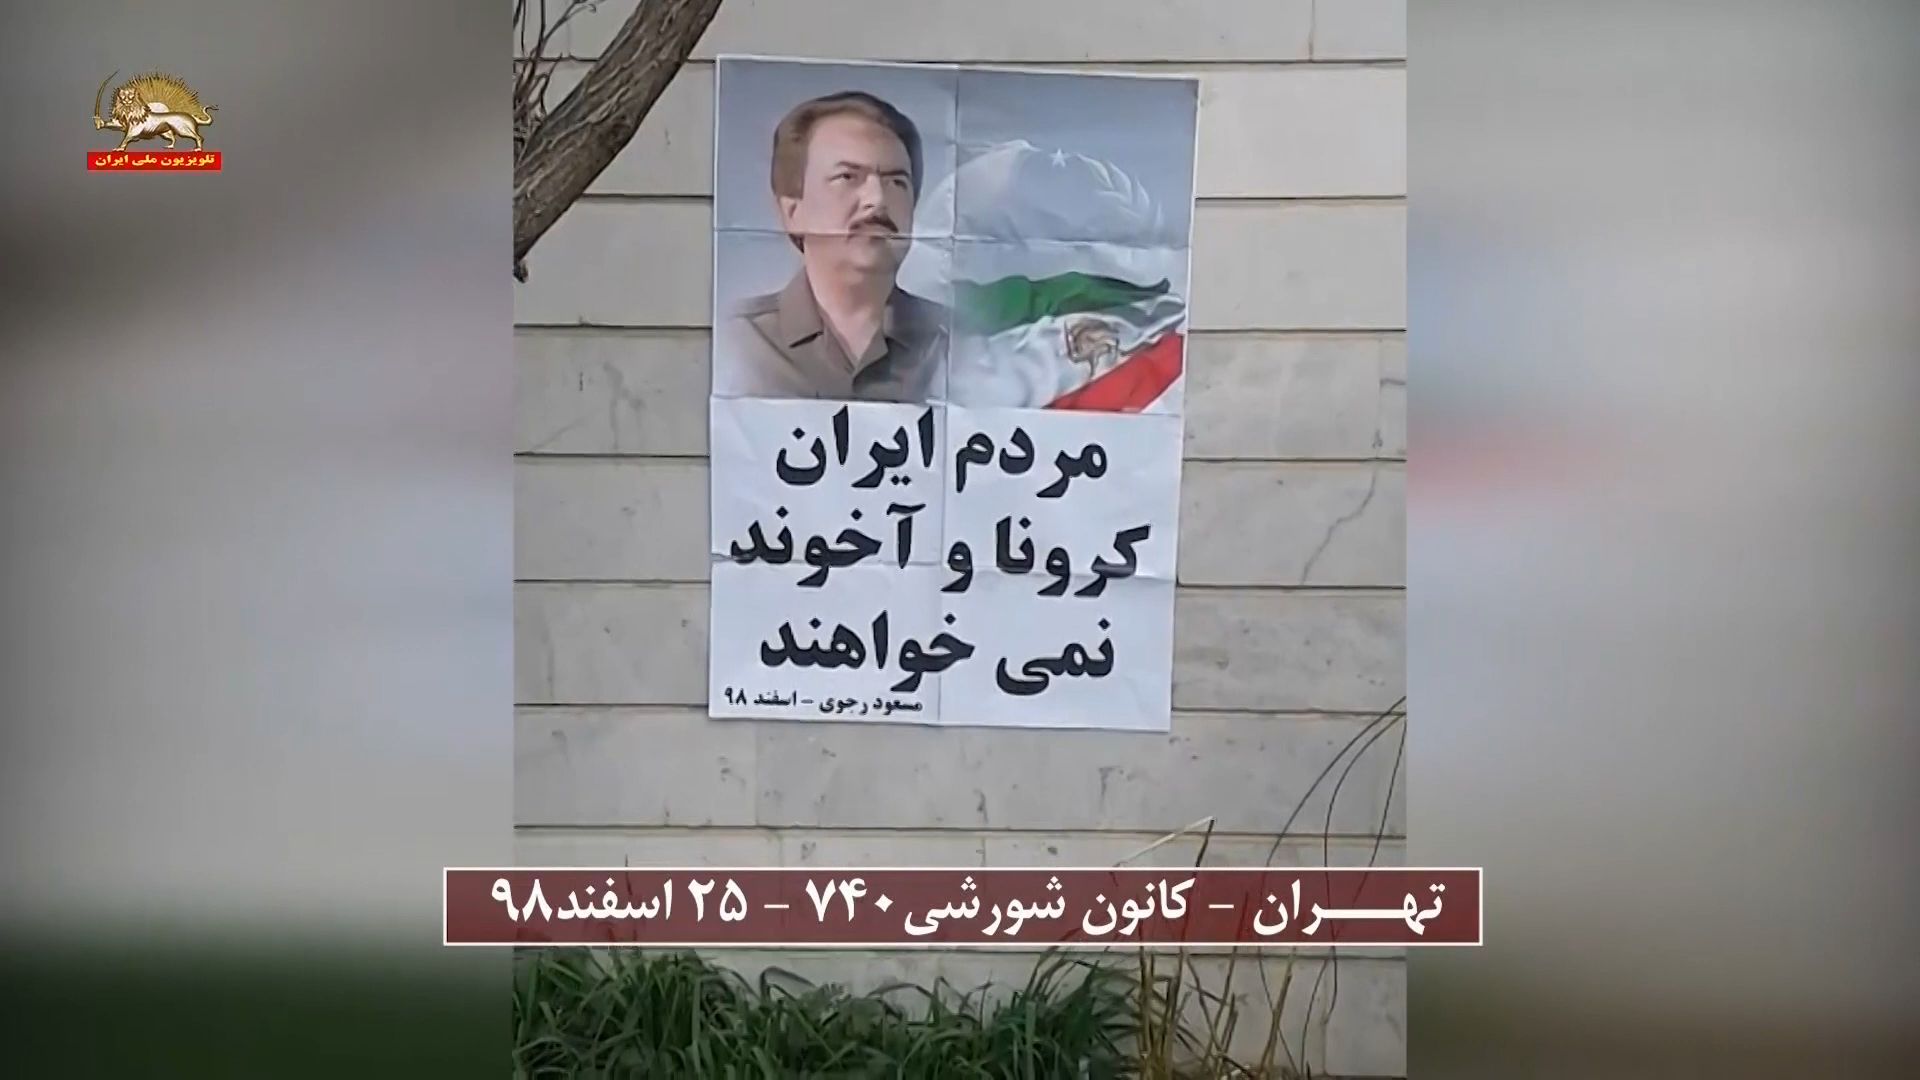 تلویزیون ملی ایران
مردم ایران
کرونا و آخوند
نمی خواهند
مسعود رجوی - اسفند ۹۸
تهـــران - کانون شورشی ۷۴۰ - ۲۵ اسفند۹۸